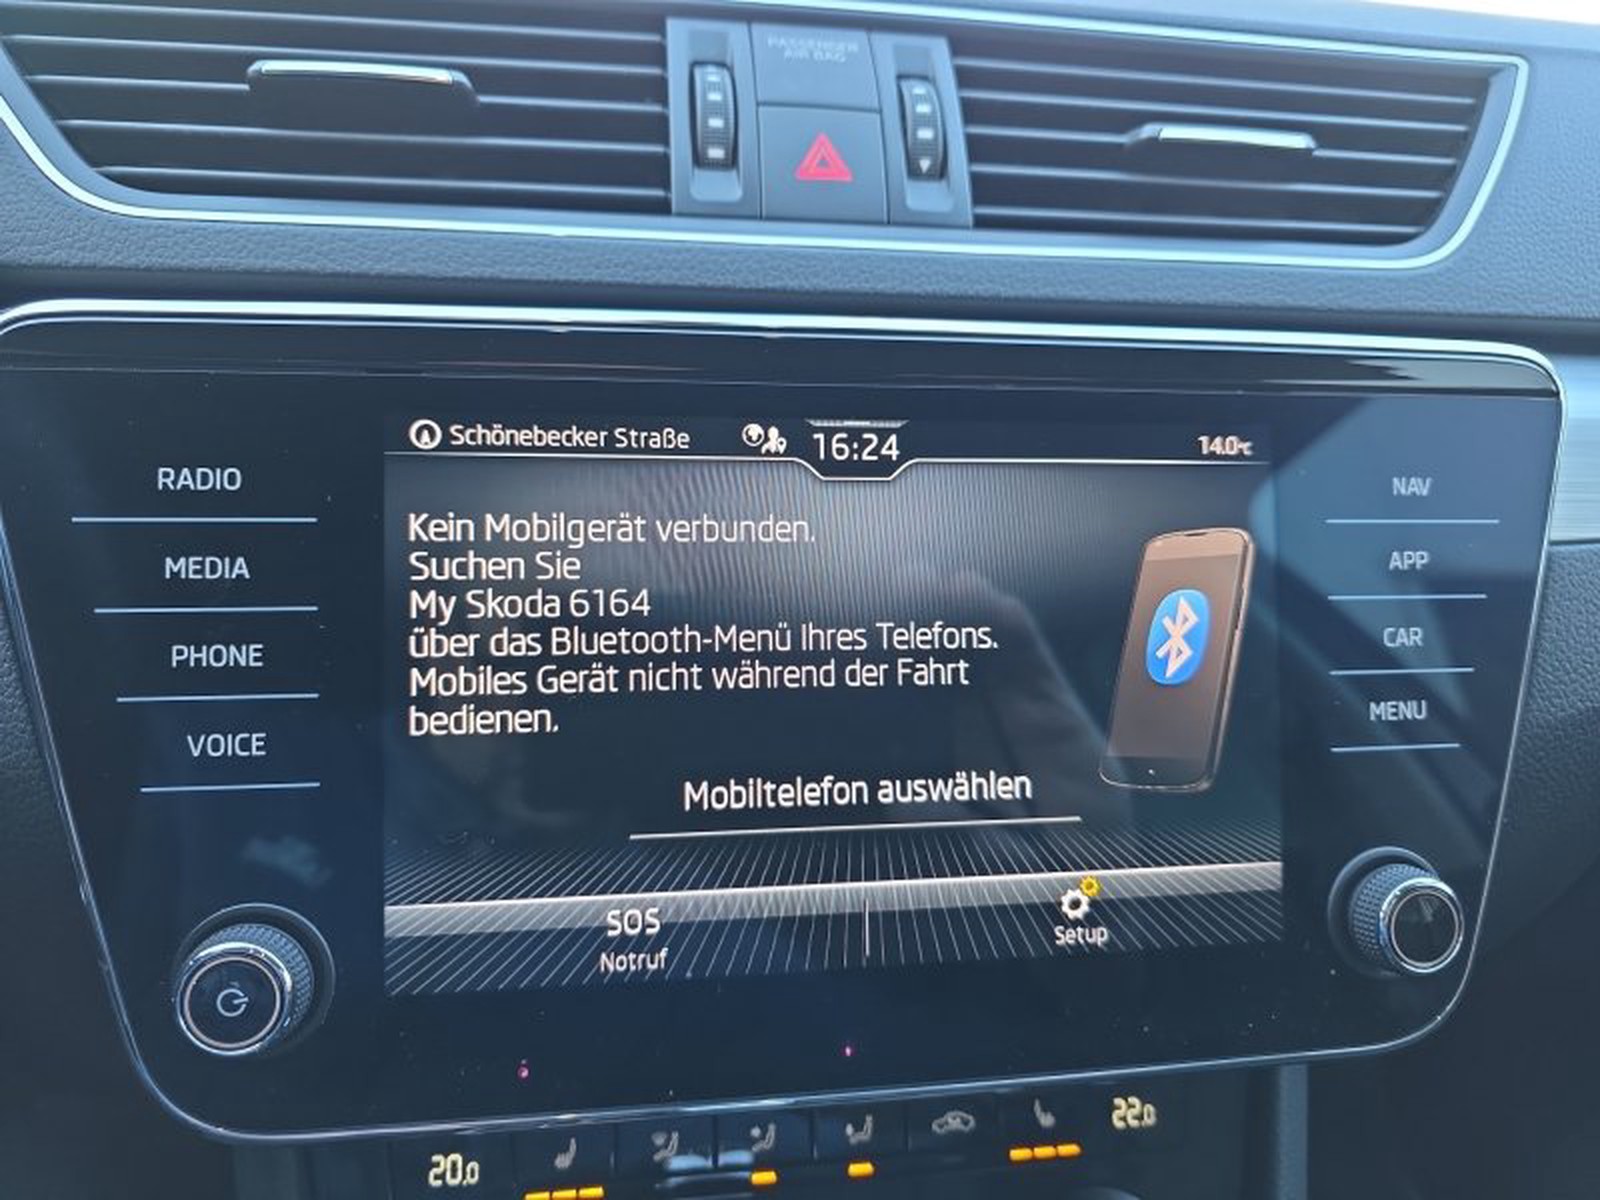 PASSENGER
AIR BAG
Schönebecker Straße
16:24
14.0°C
RADIO
MEDIA
PHONE
VOICE
Kein Mobilgerät verbunden.
Suchen Sie
My Skoda 6164
über das Bluetooth-Menü Ihres Telefons.
Mobiles Gerät nicht während der Fahrt
bedienen.
Mobiltelefon auswählen
SOS
Notruf
Setup
NAV
APP
CAR
MENU
20,0
22,0